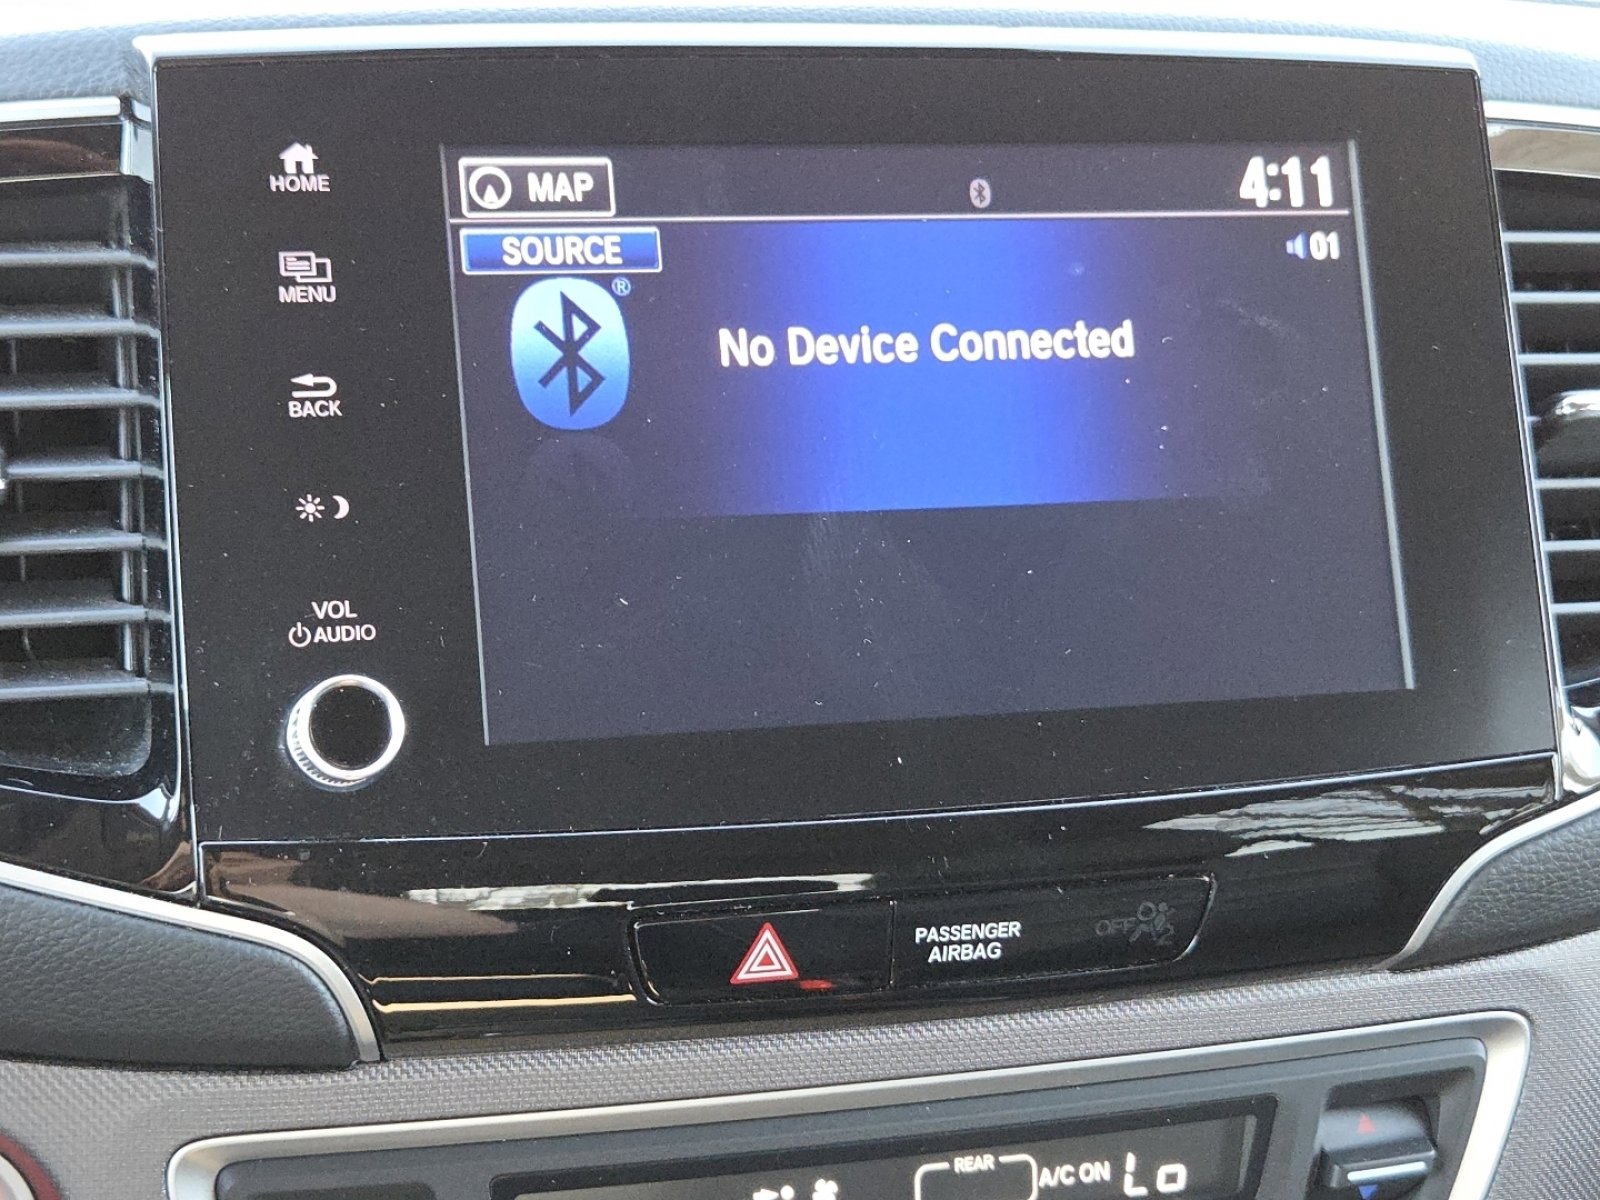 HOME
MAP
4:11
SOURCE
01
®
MENU
No Device Connected
BACK
VOL
AUDIO
PASSENGER
AIRBAG
OFF
2
REAR
A/C ON
Lo